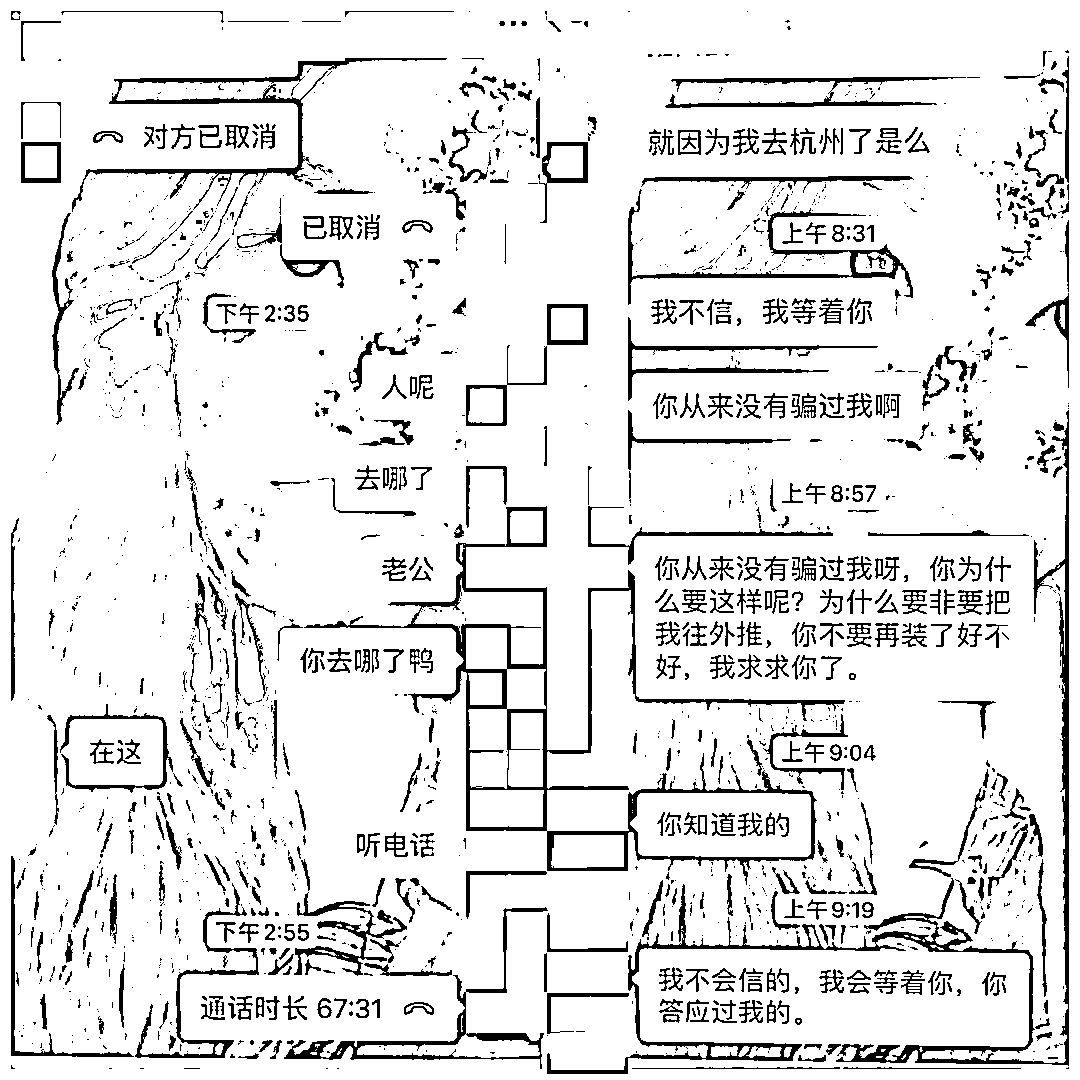 对方已取消
已取消
下午2:35
人呢
去哪了
老公
你去哪了鸭
在这
听电话
下午2:55
通话时长 67:31
就因为我去杭州了是么
上午8:31
我不信，我等着你
你从来没有骗过我啊
上午8:57
你从来没有骗过我呀，你为什
么要这样呢？为什么要非要把
我往外推，你不要再装了好不
好，我求求你了。
上午9:04
你知道我的
上午9:19
我不会信的，我会等着你，你
答应过我的。